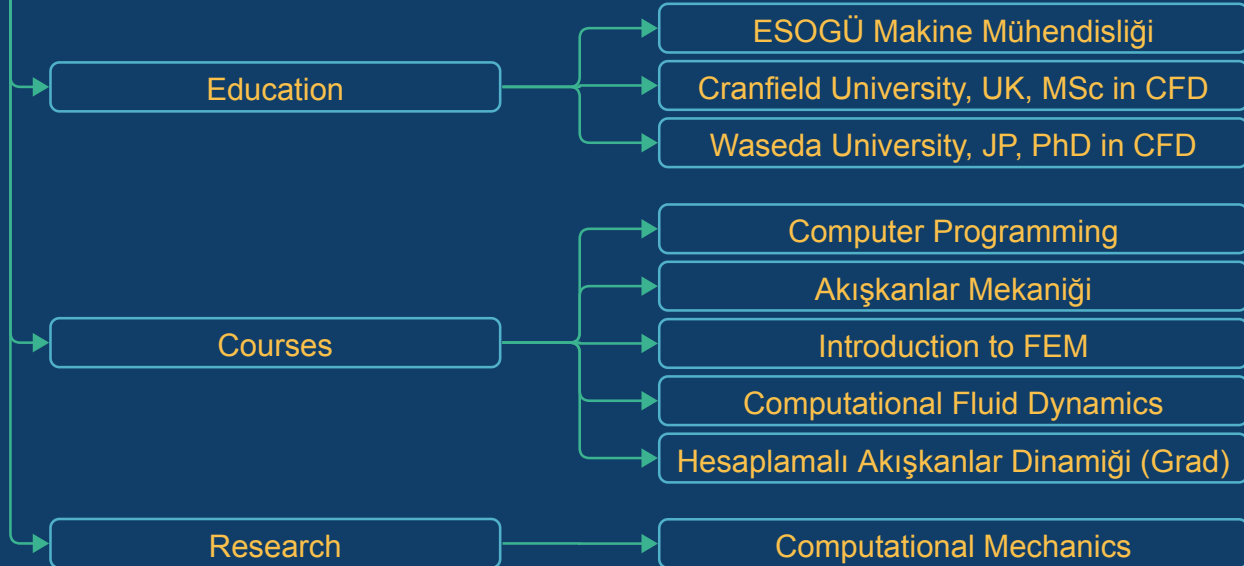 Education
ESOGÜ Makine Mühendisliği
Cranfield University, UK, MSc in CFD
Waseda University, JP, PhD in CFD
Courses
Computer Programming
Akışkanlar Mekaniği
Introduction to FEM
Computational Fluid Dynamics
Hesaplamalı Akışkanlar Dinamiği (Grad)
Research
Computational Mechanics